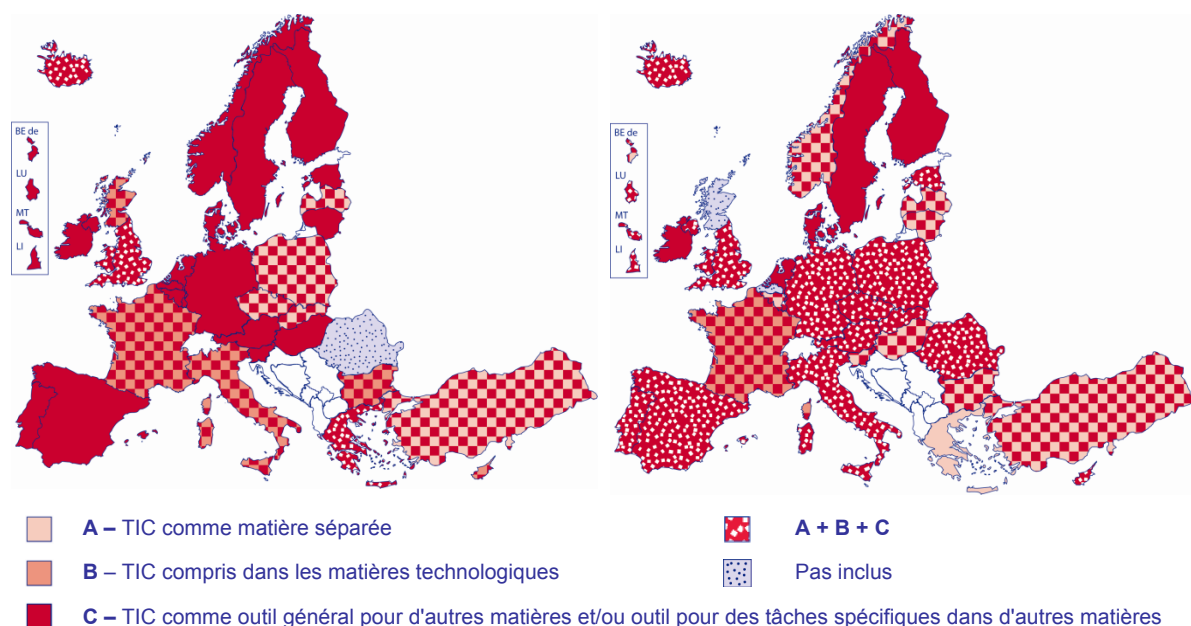 BE de
LU
MT
LI
BE de
LU
MT
LI
A – TIC comme matière séparée
A + B + C
B – TIC compris dans les matières technologiques
Pas inclus
C – TIC comme outil général pour d'autres matières et/ou outil pour des tâches spécifiques dans d'autres matières